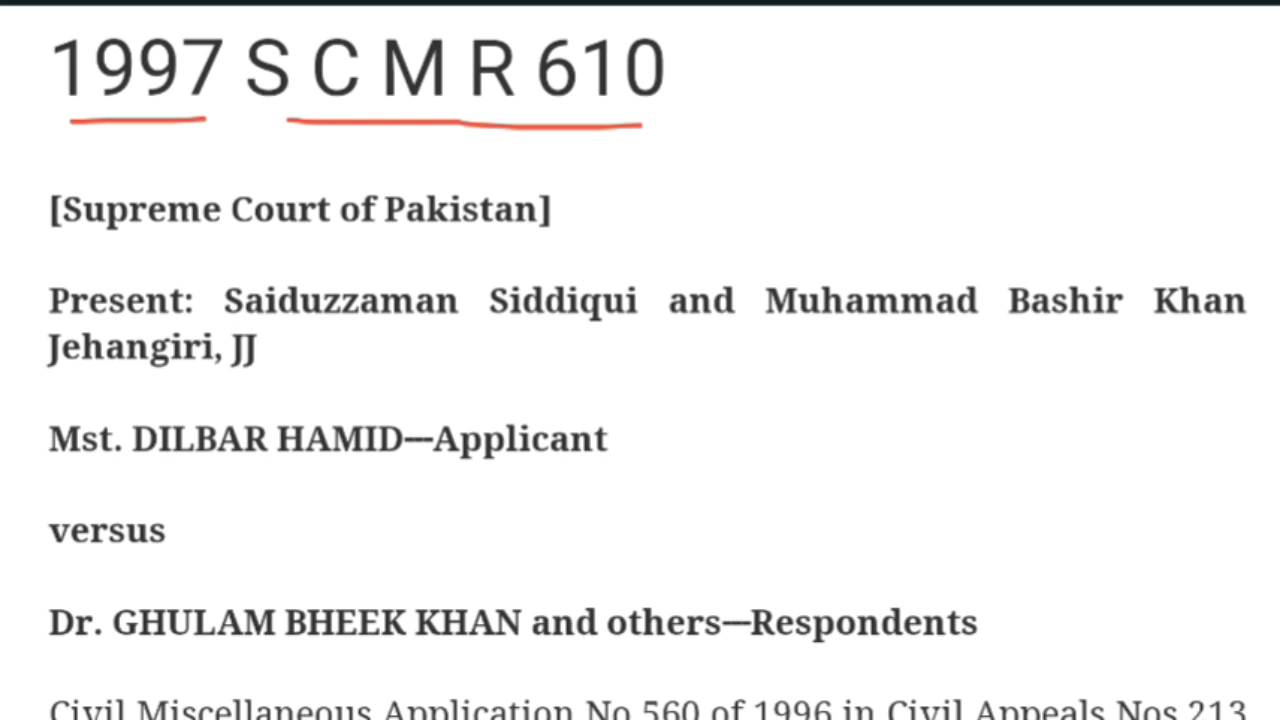 1997 S C M R 610
[Supreme Court of Pakistan]
Present: Saiduzzaman Siddiqui and Muhammad Bashir Khan
Jehangiri, JJ
Mst. DILBAR HAMID---Applicant
versus
Dr. GHULAM BHEEK KHAN and others---Respondents
Civil Miscellaneous Application No.560 of 1996 in Civil Appeals Nos.213